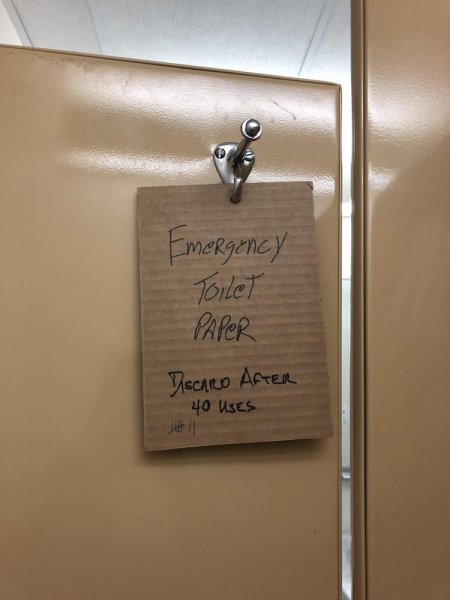 Emergency
Toilet
Paper
Discard After
40 Uses